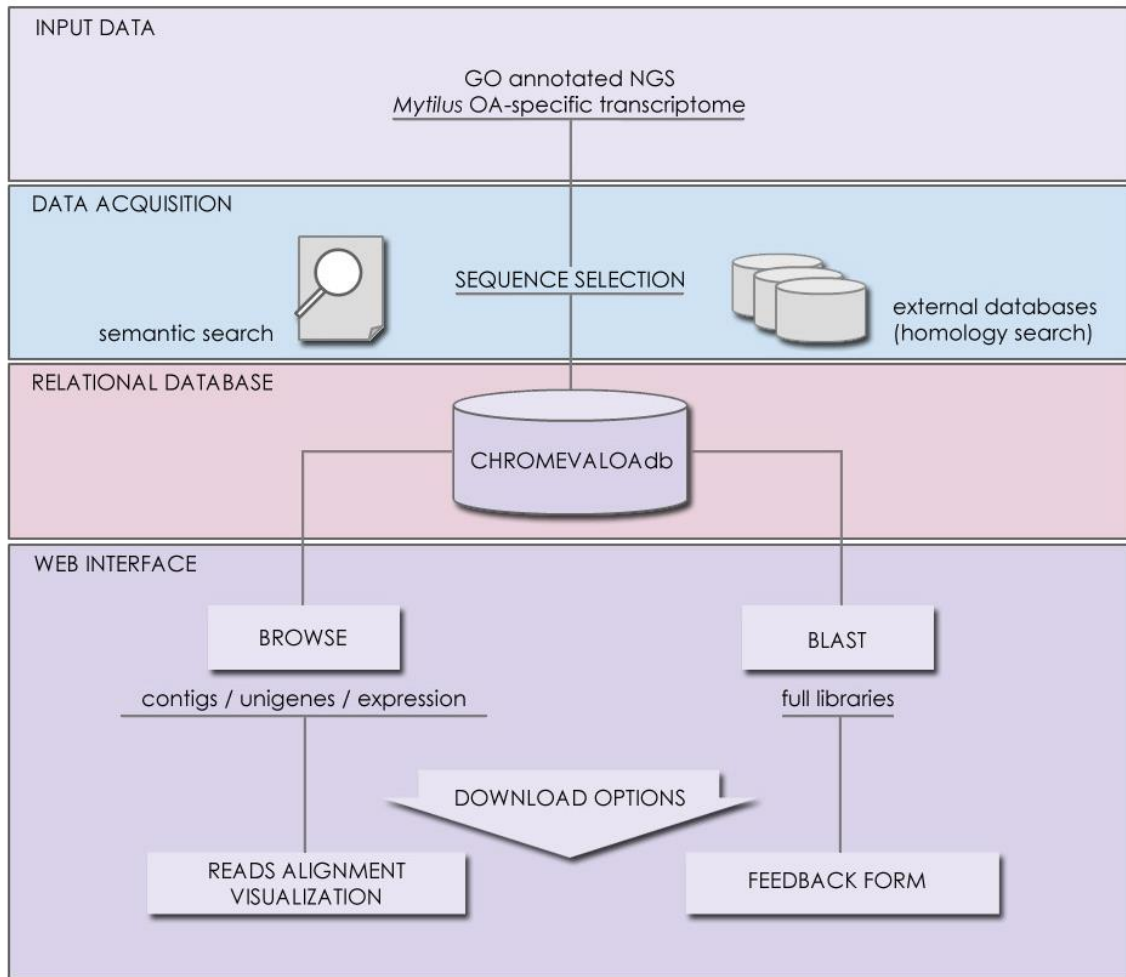 INPUT DATA
GO annotated NGS
Mytilus OA-specific transcriptome
DATA ACQUISITION
semantic search
SEQUENCE SELECTION
external databases
(homology search)
RELATIONAL DATABASE
CHROMEVALOAdb
WEB INTERFACE
BROWSE
BLAST
contigs / unigenes / expression
full libraries
DOWNLOAD OPTIONS
READS ALIGNMENT
VISUALIZATION
FEEDBACK FORM